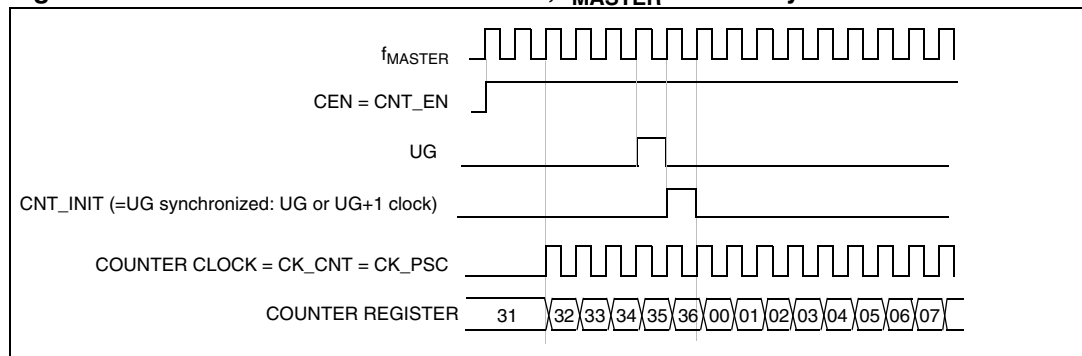 MASTER
fMASTER
CEN = CNT_EN
UG
CNT_INIT (=UG synchronized: UG or UG+1 clock)
COUNTER CLOCK = CK_CNT = CK_PSC
COUNTER REGISTER 31 32 33 34 35 36 00 01 02 03 04 05 06 07